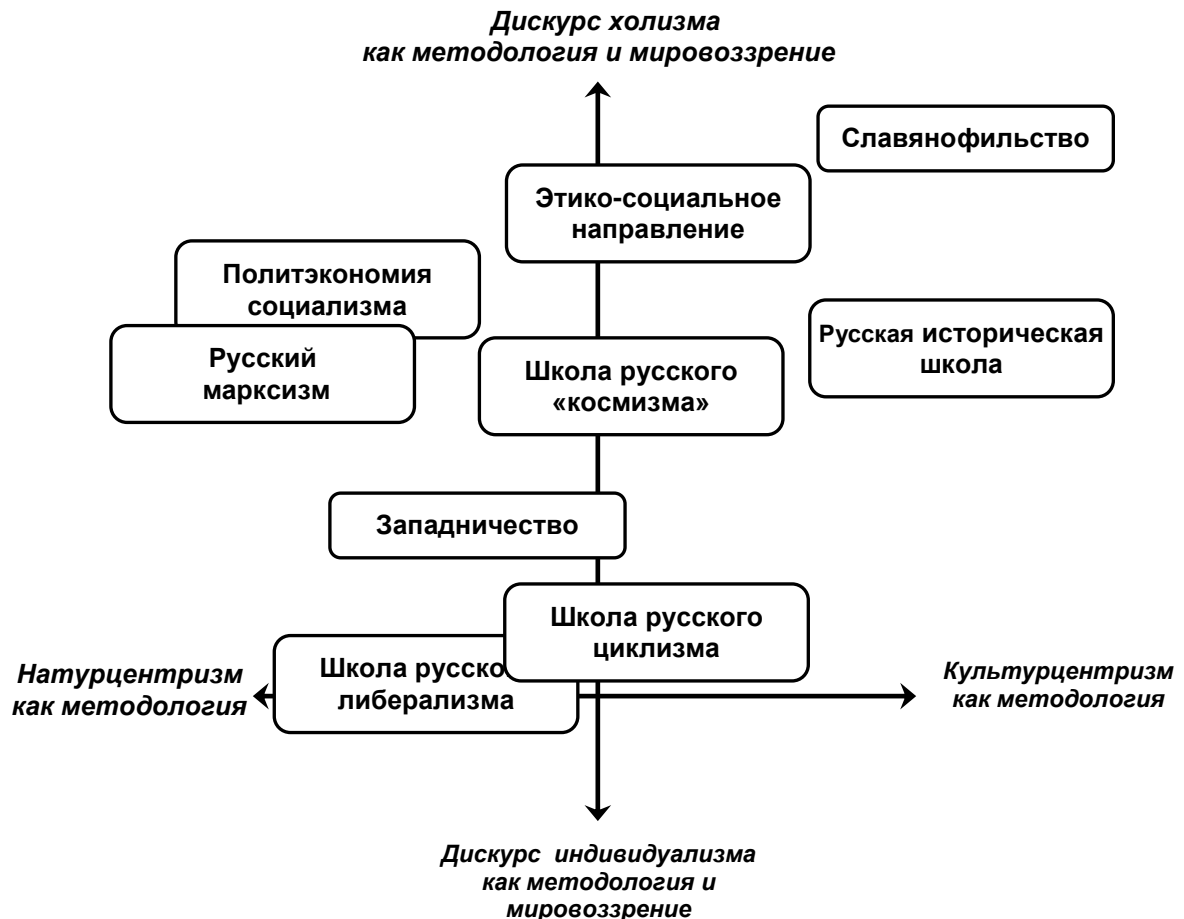 Дискурс холизма
как методология и мировоззрение
Славянофильство
Этико-социальное
направление
Политэкономия
социализма
Русская историческая
школа
Русский
марксизм
Школа русского
«космизма»
Западничество
Школа русского
циклизма
Школа русско
либерализма
Натурцентризм
как методология
Культурцентризм
как методология
Дискурс индивидуализма
как методология и
мировоззрение